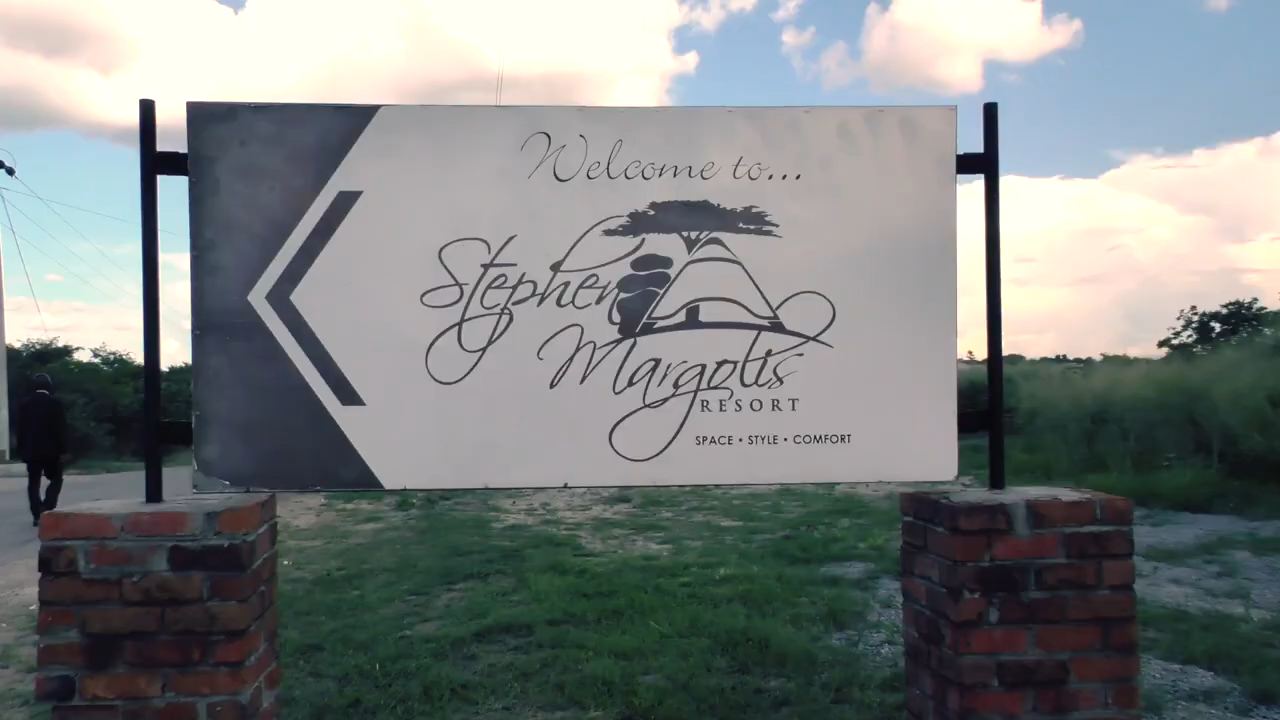 Welcome to...
Stephen
Margolis
RESORT
SPACE • STYLE • COMFORT